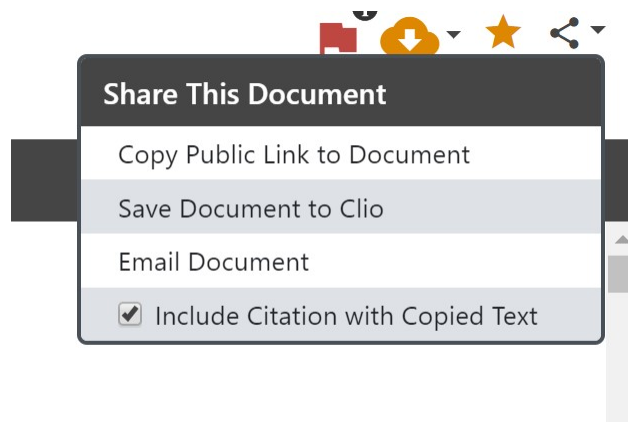 Share This Document
Copy Public Link to Document
Save Document to Clio
Email Document
Include Citation with Copied Text